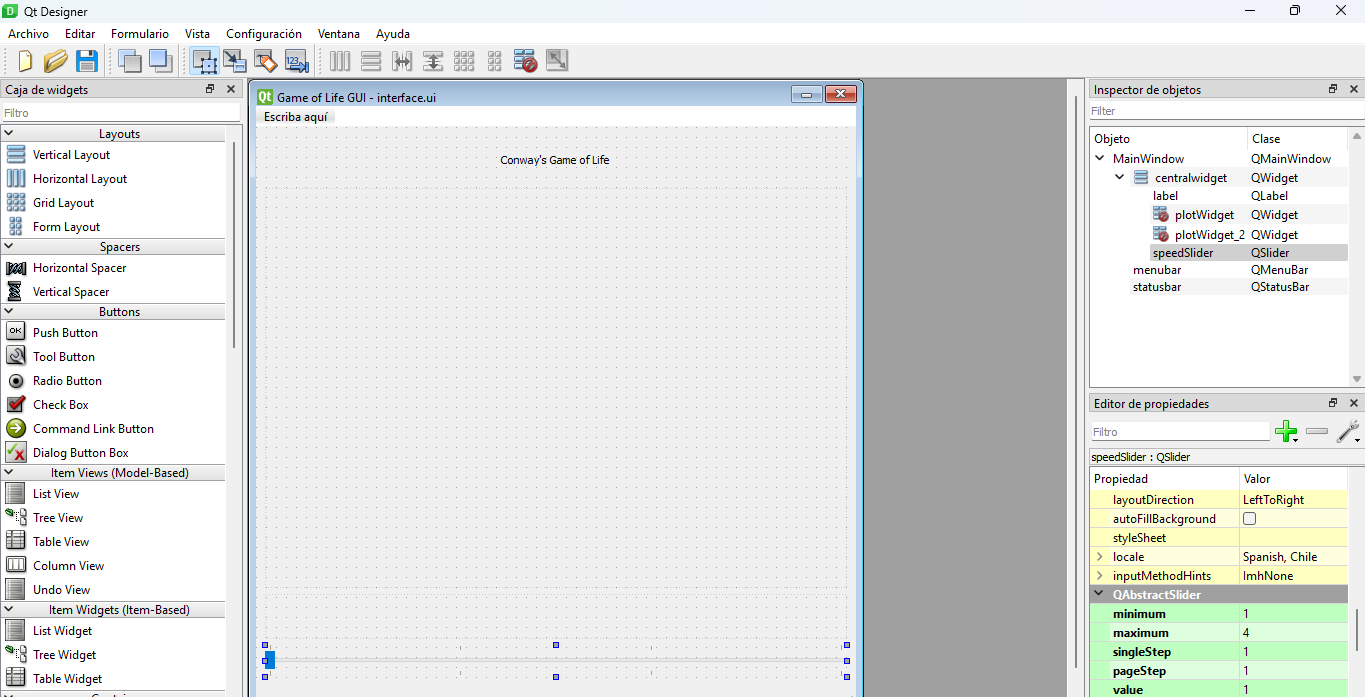 Qt Designer
Archivo Editar Formulario Vista Configuración Ventana Ayuda
Caja de widgets
Filtro
Layouts
Vertical Layout
Horizontal Layout
Grid Layout
Form Layout
Spacers
Horizontal Spacer
Vertical Spacer
Buttons
OK Push Button
Tool Button
Radio Button
Check Box
Command Link Button
Dialog Button Box
Item Views (Model-Based)
List View
Tree View
Table View
Column View
Undo View
Item Widgets (Item-Based)
List Widget
Tree Widget
Table Widget
Qt Game of Life GUI - interface.ui
Escriba aquí
Conway's Game of Life
Inspector de objetos
Filter
Objeto Clase
MainWindow QMainWindow
centralwidget QWidget
label QLabel
plotWidget QWidget
plotWidget_2 QWidget
speedSlider QSlider
menubar QMenuBar
statusbar QStatusBar
Editor de propiedades
Filtro
speedSlider : QSlider
Propiedad Valor
layoutDirection LeftToRight
autoFillBackground
styleSheet
locale Spanish, Chile
inputMethodHints ImhNone
QAbstractSlider
minimum 1
maximum 4
singleStep 1
pageStep 1
value 1